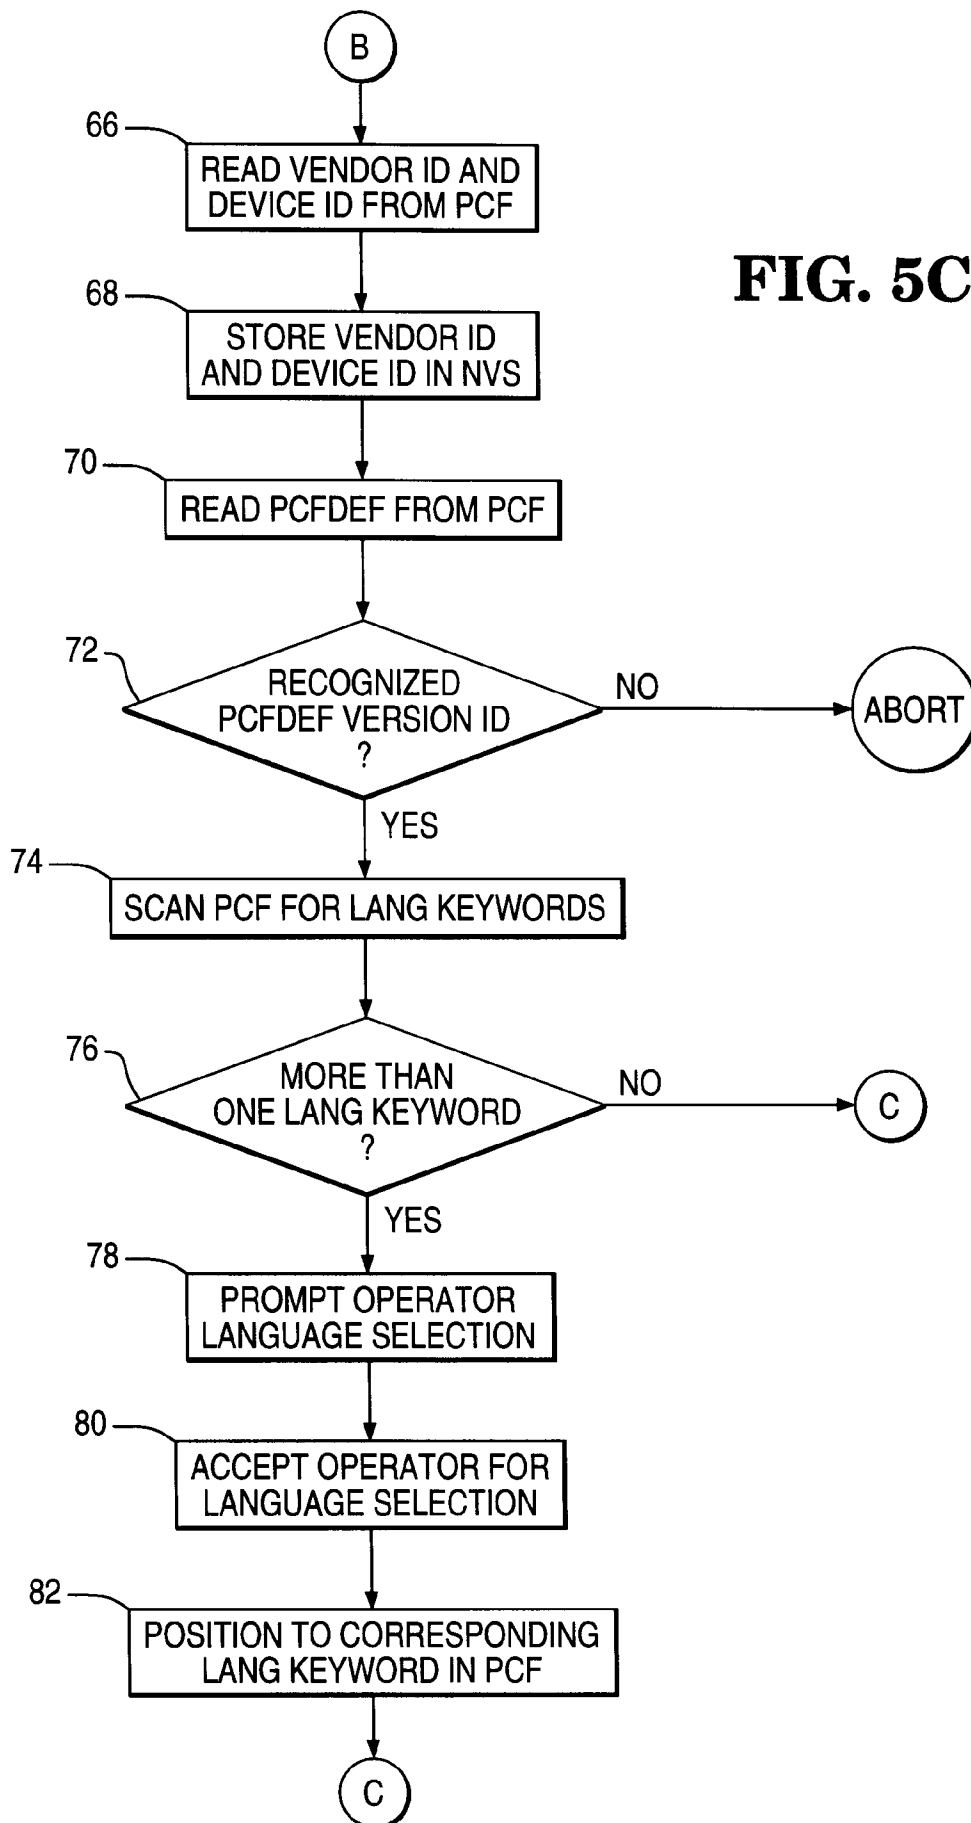 B
66
READ VENDOR ID AND
DEVICE ID FROM PCF
FIG. 5C
68
STORE VENDOR ID
AND DEVICE ID IN NVS
70
READ PCFDEF FROM PCF
72
RECOGNIZED
PCFDEF VERSION ID
?
NO
ABORT
YES
74
SCAN PCF FOR LANG KEYWORDS
76
MORE THAN
ONE LANG KEYWORD
?
NO
C
YES
78
PROMPT OPERATOR
LANGUAGE SELECTION
80
ACCEPT OPERATOR FOR
LANGUAGE SELECTION
82
POSITION TO CORRESPONDING
LANG KEYWORD IN PCF
C